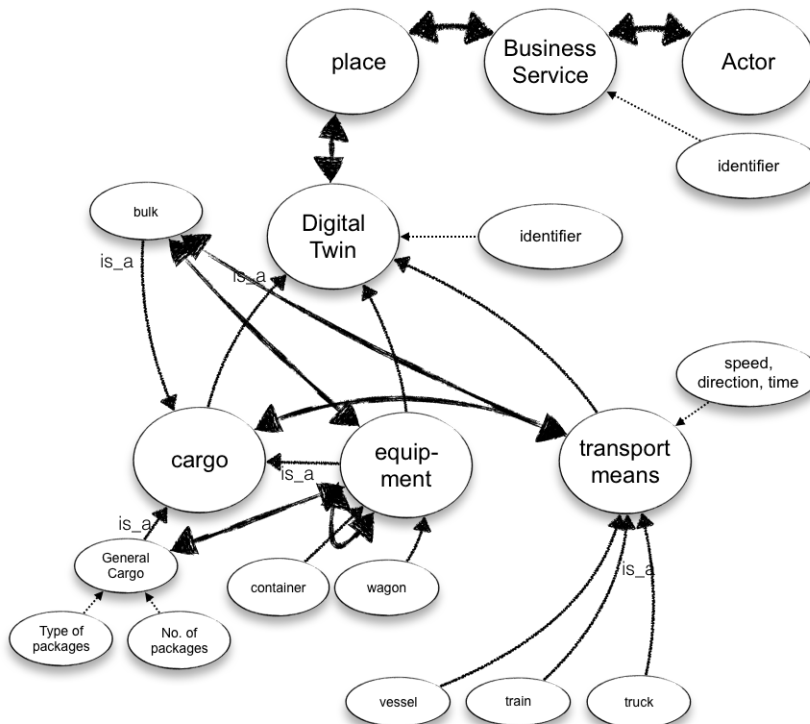 place
Business
Service
Actor
identifier
bulk
Digital
Twin
identifier
is_a
is_a
speed,
direction, time
cargo
equip-
ment
transport
means
is_a
is_a
General
Cargo
container
wagon
is_a
Type of
packages
No. of
packages
vessel
train
truck